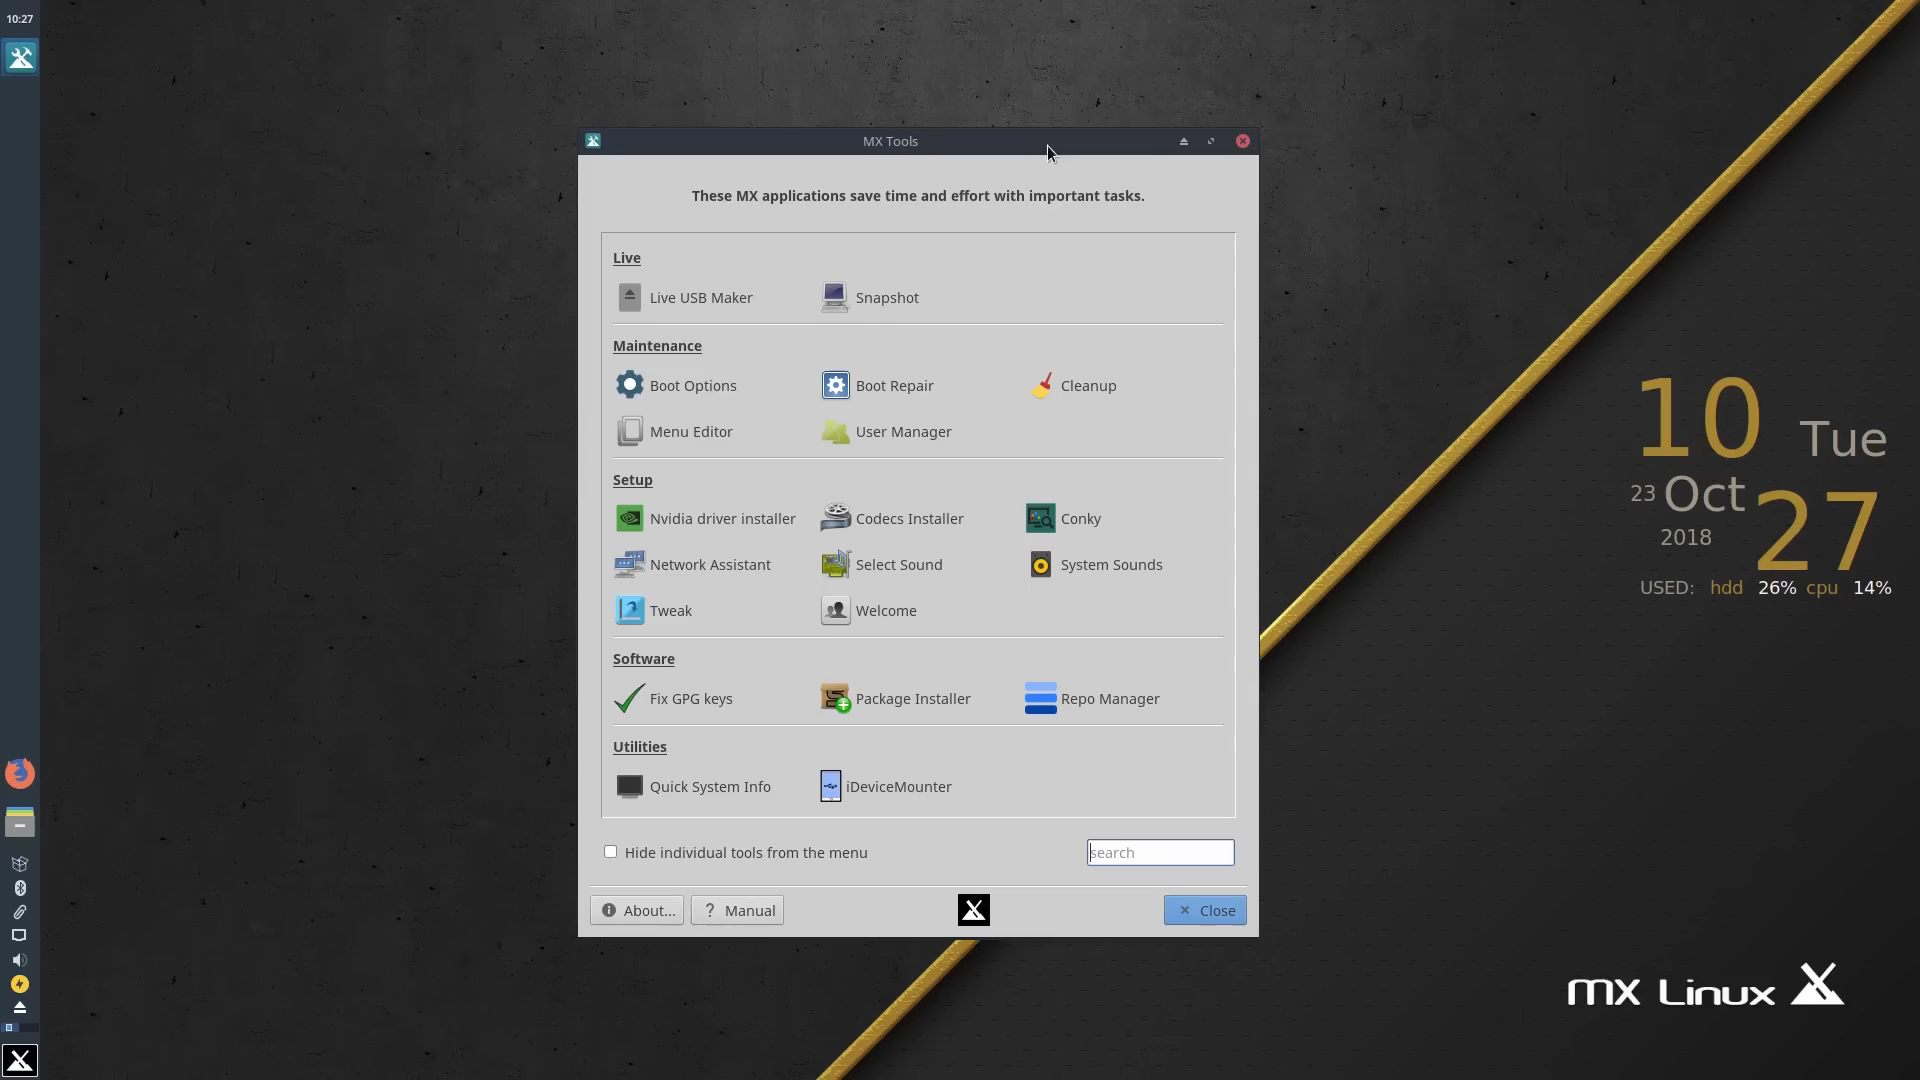 10:27
MX Tools
These MX applications save time and effort with important tasks.
Live
Live USB Maker Snapshot
Maintenance
Boot Options Boot Repair Cleanup
Menu Editor User Manager
Setup
Nvidia driver installer Codecs Installer Conky
Network Assistant Select Sound System Sounds
Tweak Welcome
Software
Fix GPG keys Package Installer Repo Manager
Utilities
Quick System Info iDeviceMounter
Hide individual tools from the menu search
About... ? Manual Close
10 Tue
23 Oct 27
2018
USED: hdd 26% cpu 14%
mx Linux